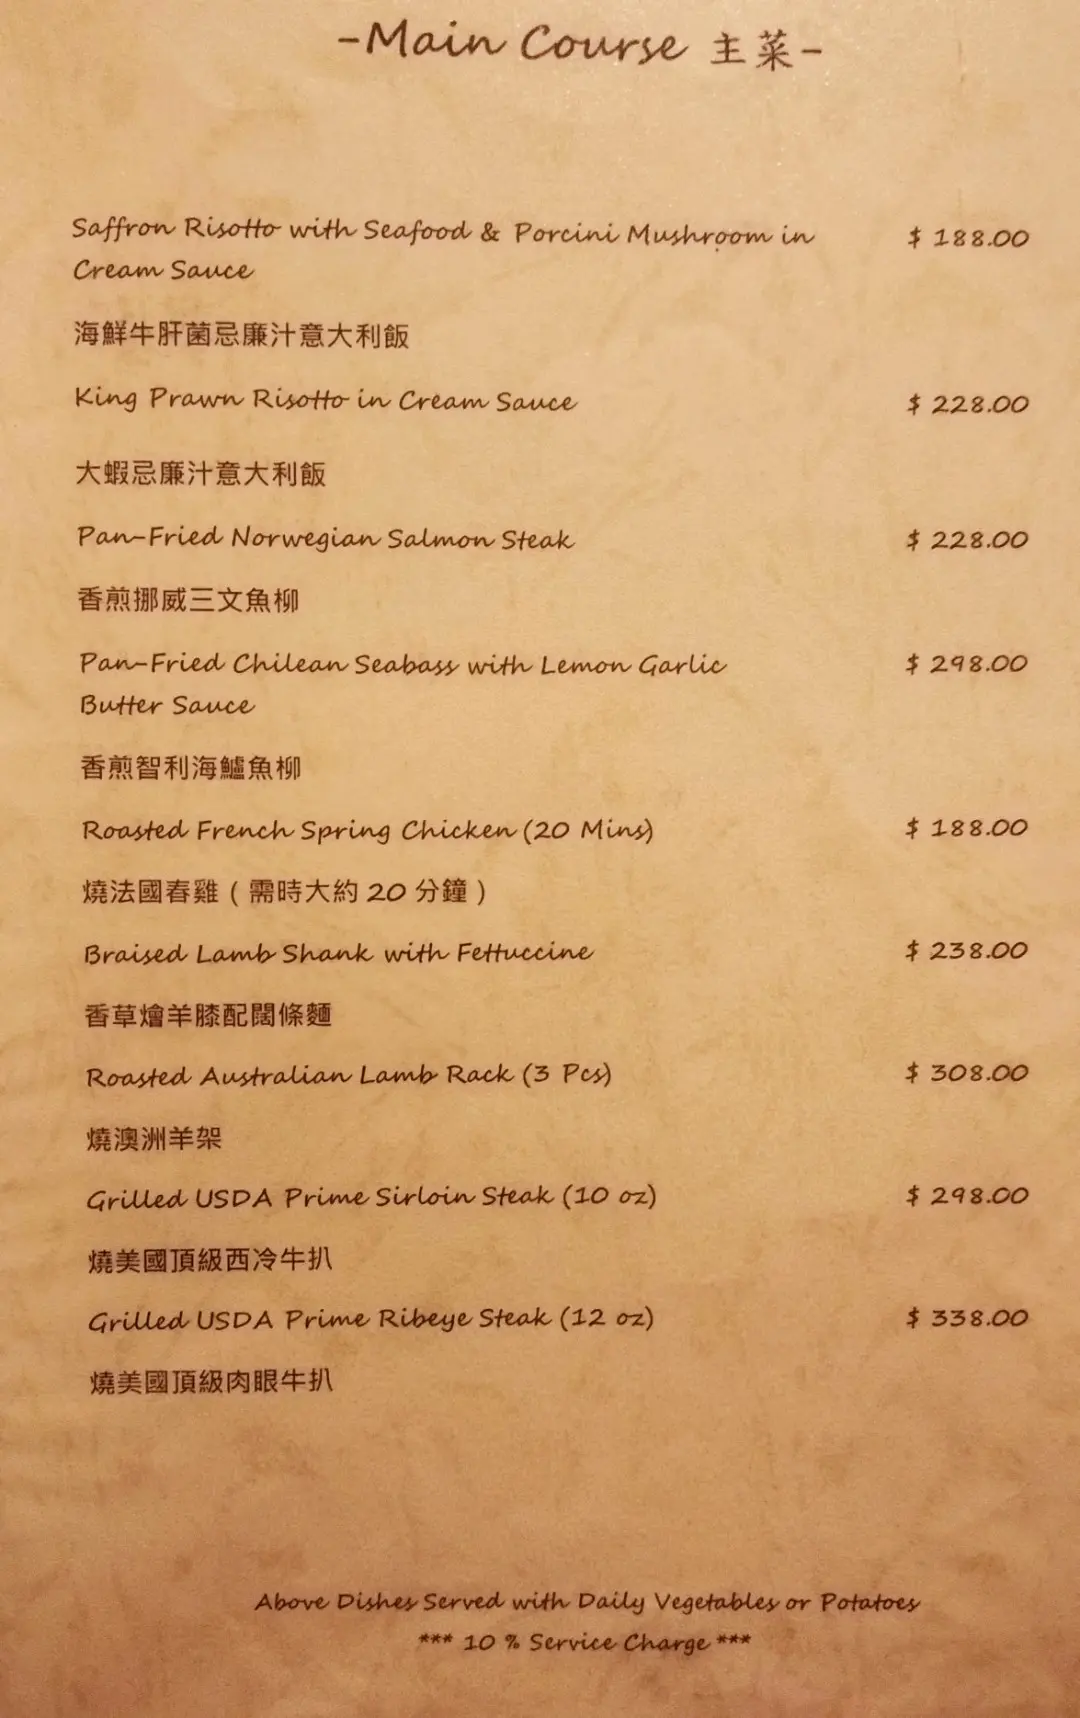 -Main Course 主菜-
Saffron Risotto with Seafood & Porcini Mushroom in $ 188.00
Cream Sauce
海鮮牛肝菌忌廉汁意大利飯
King Prawn Risotto in Cream Sauce $ 228.00
大蝦忌廉汁意大利飯
Pan-Fried Norwegian Salmon Steak $ 228.00
香煎挪威三文魚柳
Pan-Fried Chilean Seabass with Lemon Garlic $ 298.00
Butter Sauce
香煎智利海鱸魚柳
Roasted French Spring Chicken (20 Mins) $ 188.00
燒法國春雞 ( 需時大約 20 分鐘 )
Braised Lamb Shank with Fettuccine $ 238.00
香草燴羊膝配闊條麵
Roasted Australian Lamb Rack (3 Pcs) $ 308.00
燒澳洲羊架
Grilled USDA Prime Sirloin Steak (10 oz) $ 298.00
燒美國頂級西冷牛扒
Grilled USDA Prime Ribeye Steak (12 oz) $ 338.00
燒美國頂級肉眼牛扒
Above Dishes Served with Daily Vegetables or Potatoes
*** 10 % Service Charge ***